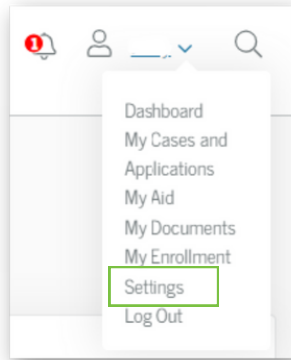 1
Dashboard
My Cases and
Applications
My Aid
My Documents
My Enrollment
Settings
Log Out